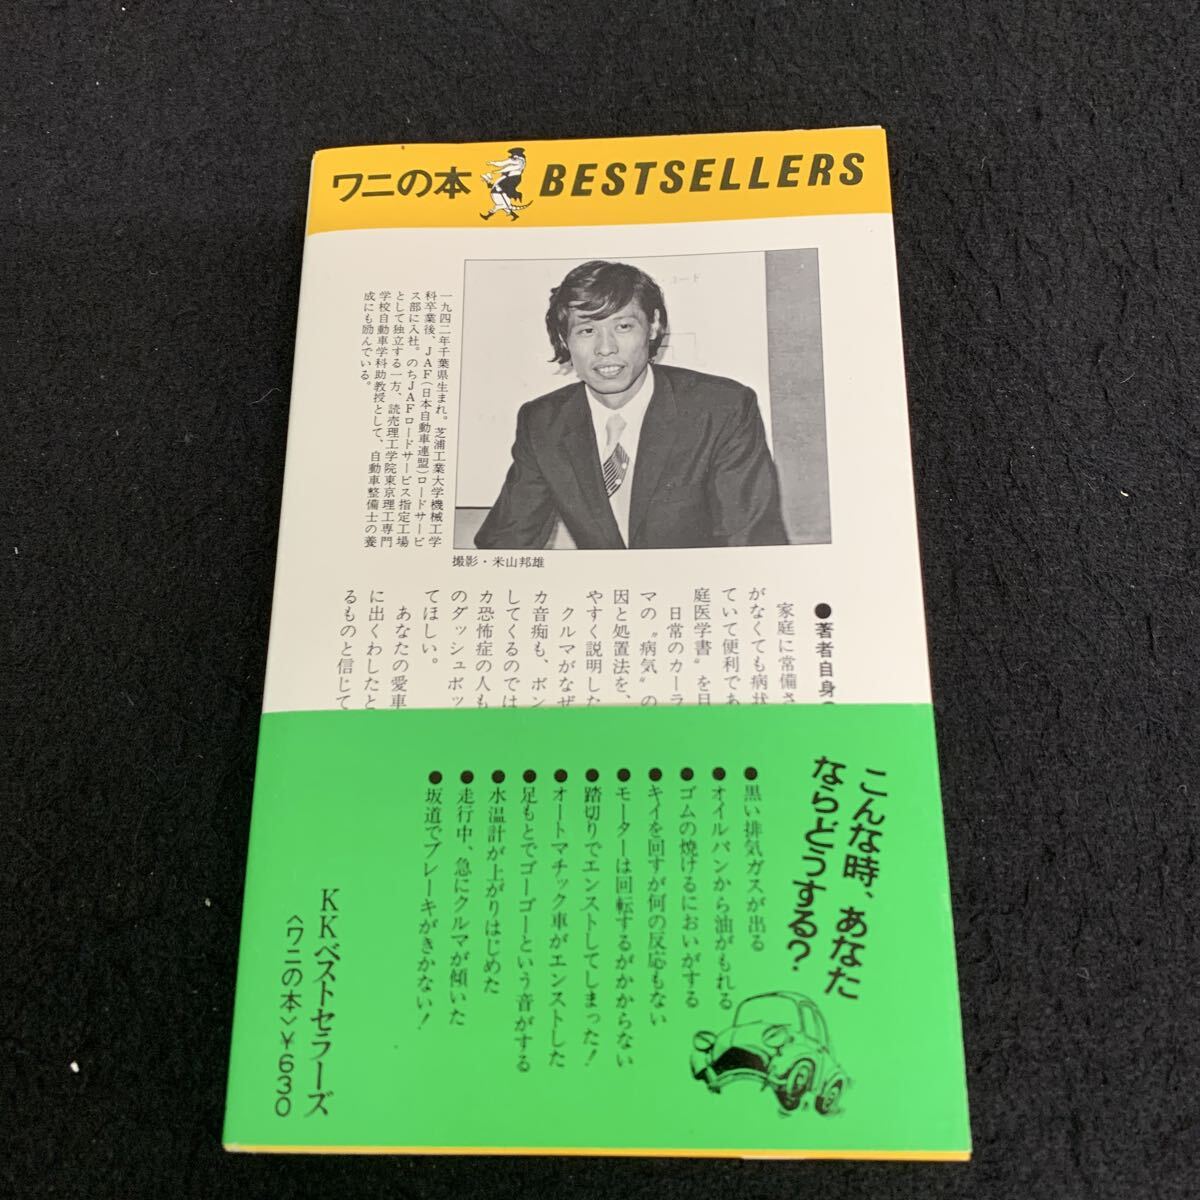 ワニの本 BESTSELLERS
一九四二年千葉県生まれ。芝浦工業大学機械工学
科卒業後、JAF(日本自動車連盟)ロードサービ
ス部に入社。のちJAFロードサービス指定工場
として独立する一方、読売理工学院東京理工専門
学校自動車学科助教授として、自動車整備士の養
成にも励んでいる。
撮影・米山邦雄
●著者自身
家庭に常備さ
がなくても病状
ていて便利であ
庭医学書〟を目
日常のカーラ
マの〝病気〟の
因と処置法を、
やすく説明した
クルマがなぜ
カ音痴も、ボン
してくるのでは
カ恐怖症の人も
のダッシュボッ
てほしい。
あなたの愛車
に出くわしたと
るものと信じて
こんな時、あなた
ならどうする?
●黒い排気ガスが出る
●オイルパンから油がもれる
●ゴムの焼けるにおいがする
●キイを回すが何の反応もない
●モーターは回転するがかからない
●踏切りでエンストしてしまった!
●オートマチック車がエンストした
●足もとでゴーゴーという音がする
●水温計が上がりはじめた
●走行中、急にクルマが傾いた
●坂道でブレーキがきかない!
KKベストセラーズ
〈ワニの本〉¥630